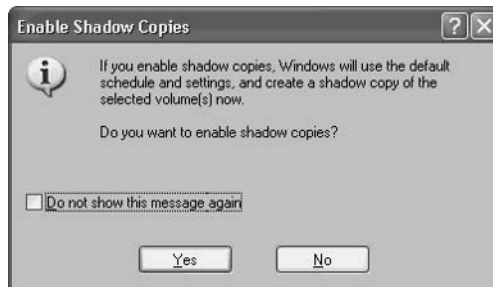 Enable Shadow Copies
If you enable shadow copies, Windows will use the default
schedule and settings, and create a shadow copy of the
selected volume(s) now.
Do you want to enable shadow copies?
Do not show this message again
Yes No